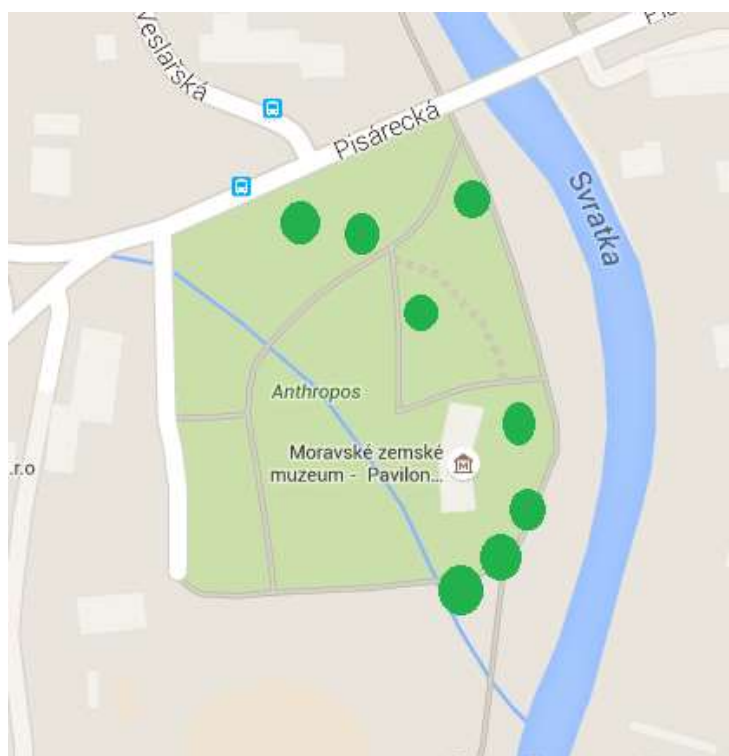 veslařská
Pisárecká
Svratka
Anthropos
Moravské zemské
muzeum - Pavilon...
.r.o